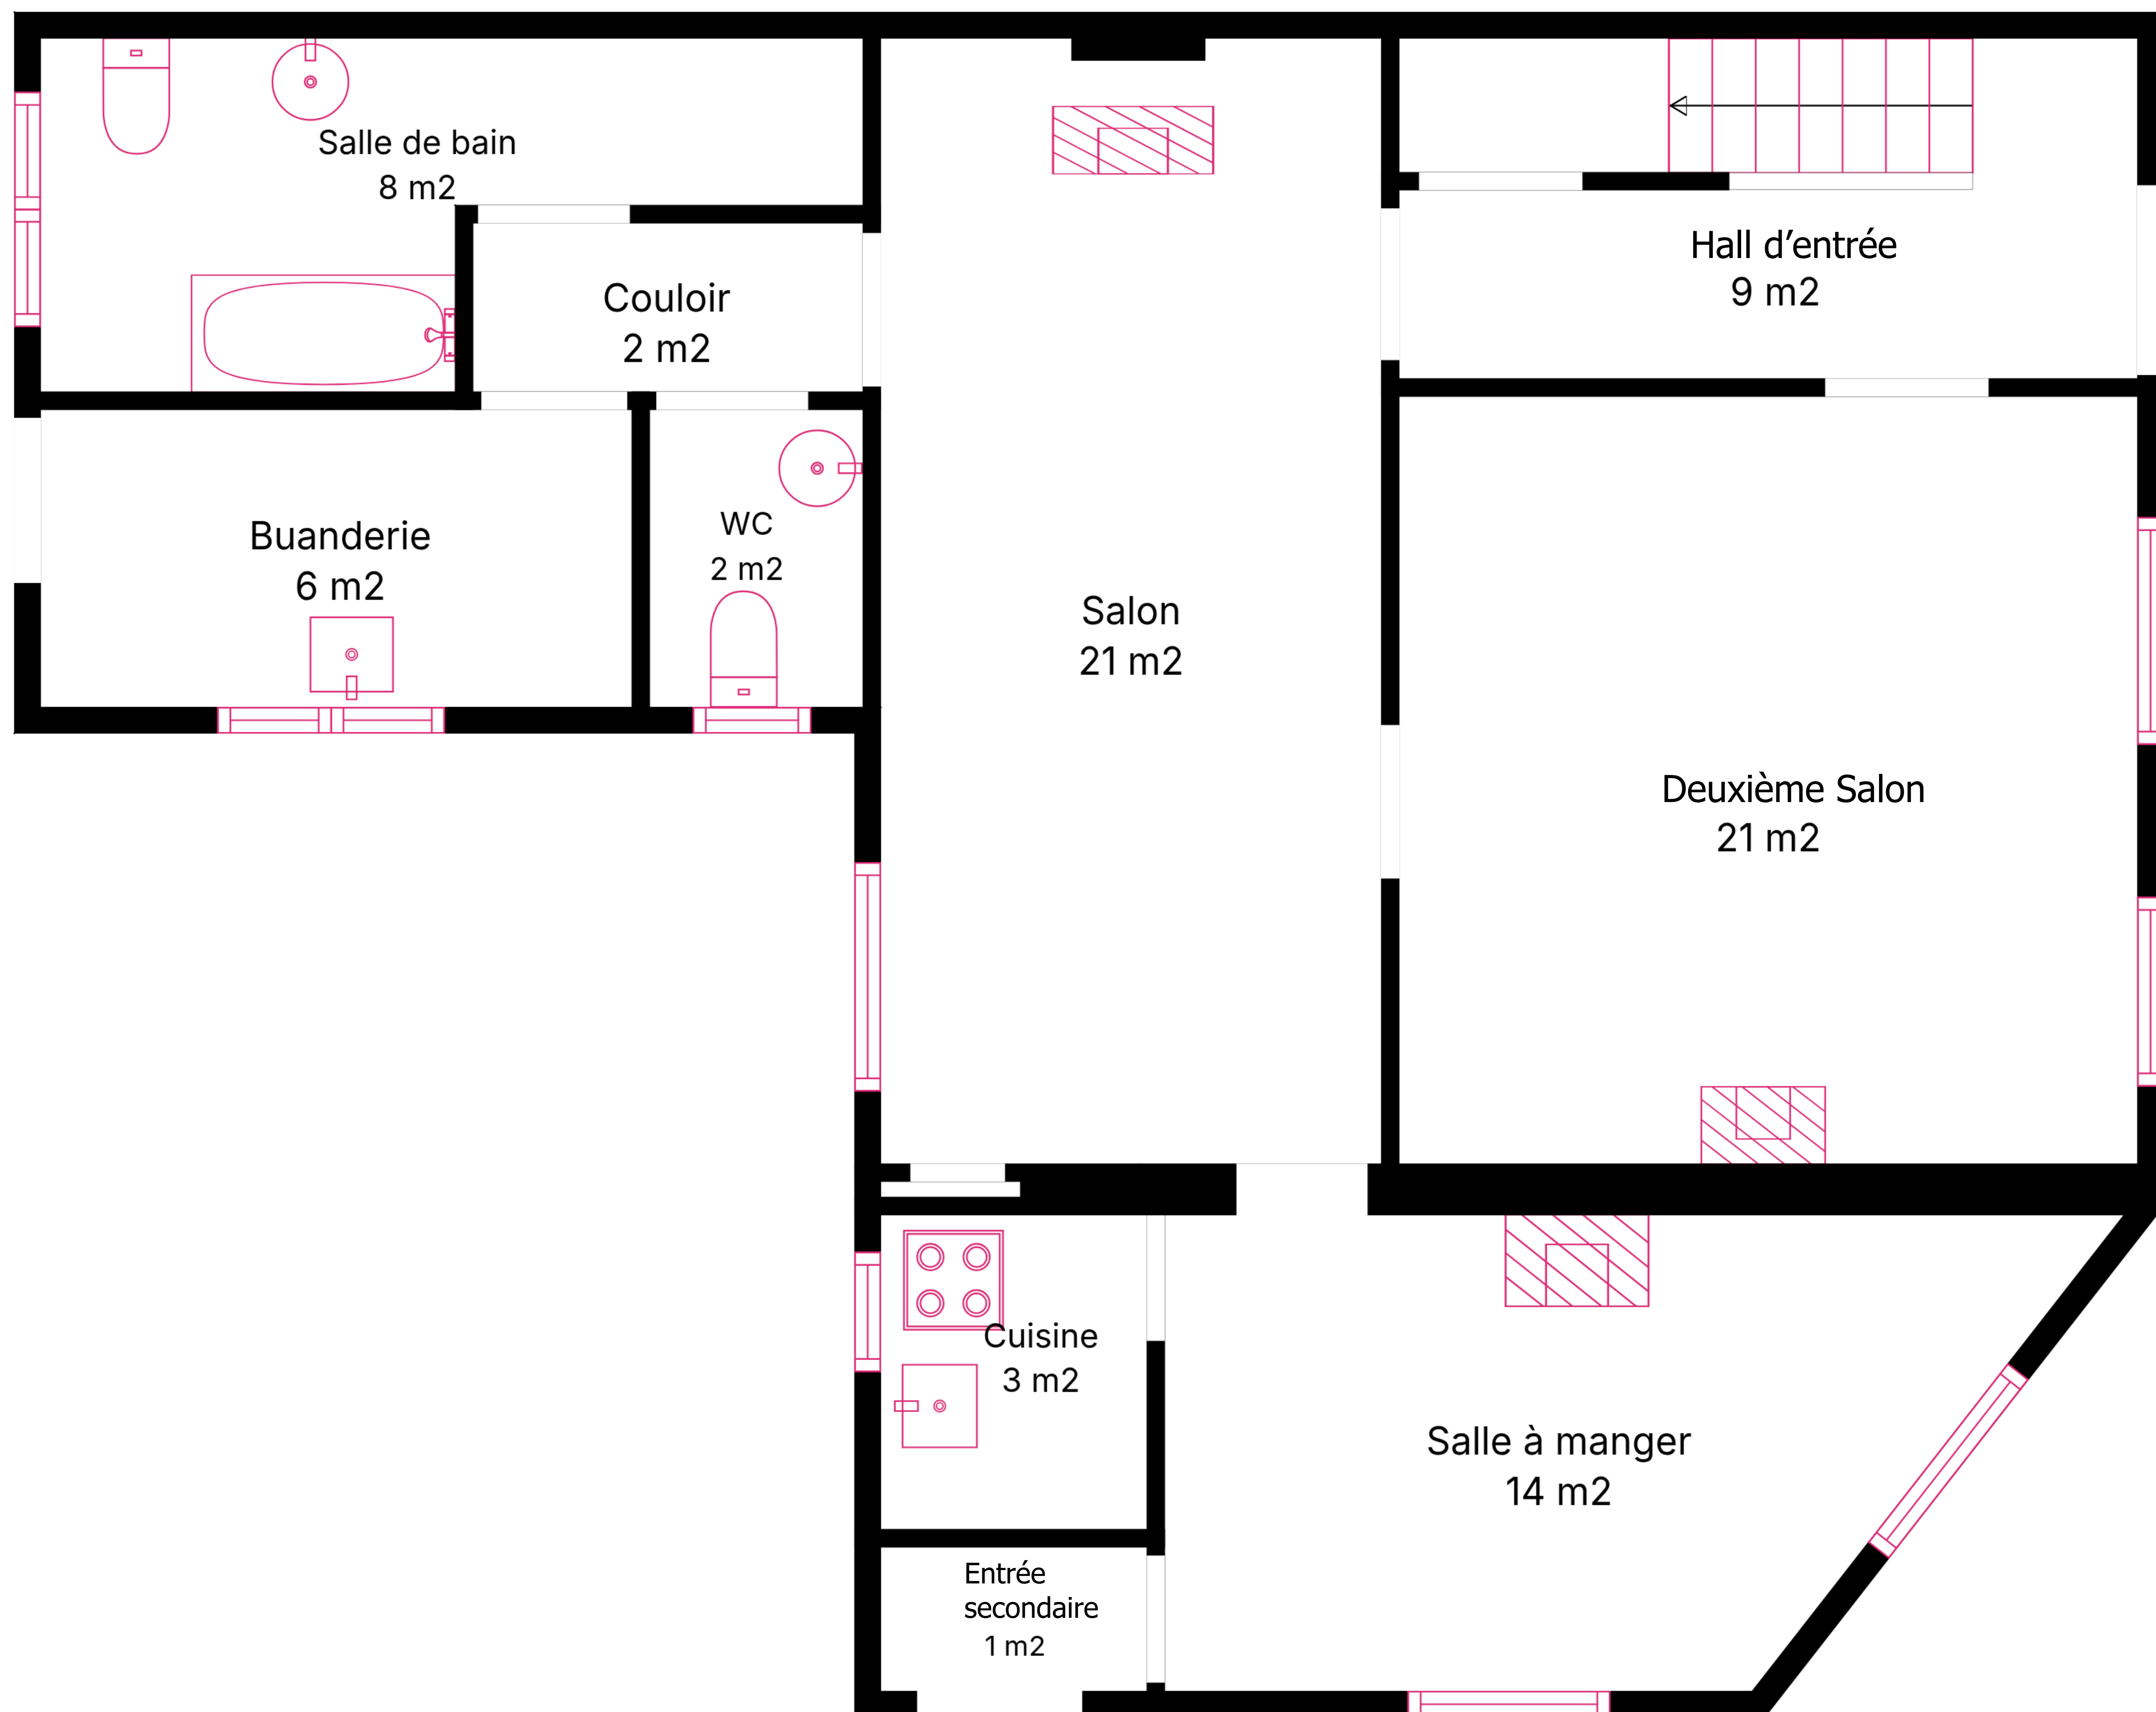 Salle de bain
8 m2
Couloir
2 m2
Hall d’entrée
9 m2
Buanderie
6 m2
WC
2 m2
Salon
21 m2
Deuxième Salon
21 m2
Cuisine
3 m2
Salle à manger
14 m2
Entrée
secondaire
1 m2